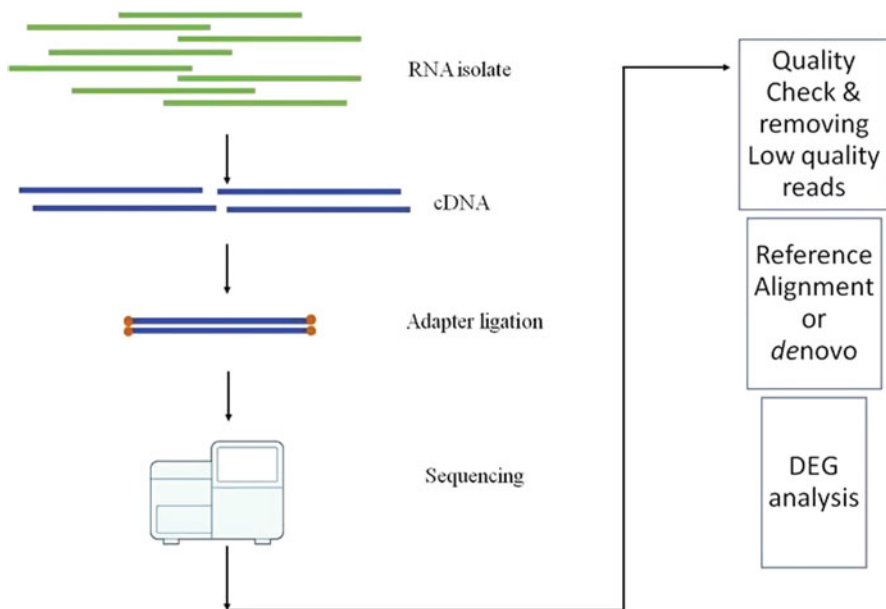 RNA isolate
cDNA
Adapter ligation
Sequencing
Quality
Check &
removing
Low quality
reads
Reference
Alignment
or
denovo
DEG
analysis